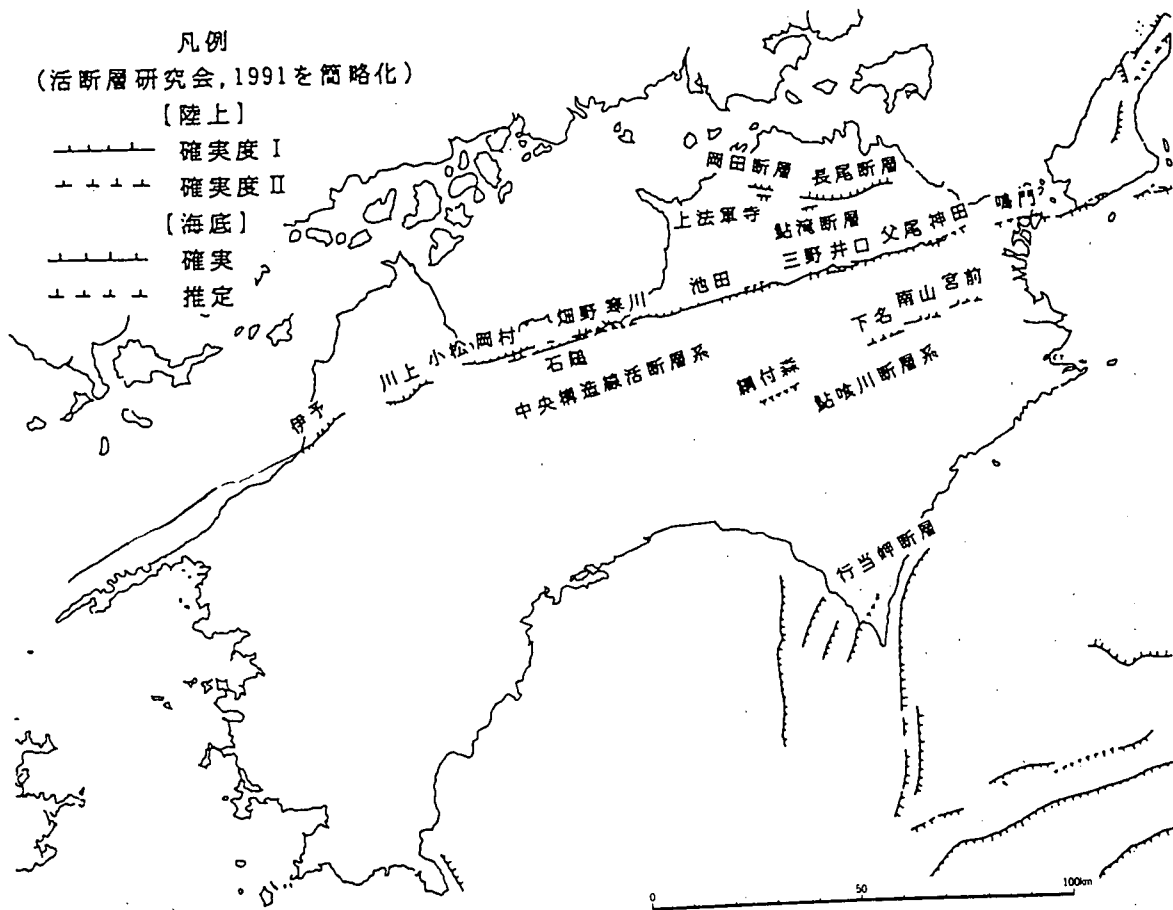 凡例
(活断層研究会,1991を簡略化)
[陸上]
確実度 I
確実度 II
[海底]
確実
推定
岡田断層
長尾断層
上法軍寺
鮎滝断層
鳴門
三野
井口
父尾
神田
池田
畑野
寒川
岡村
小松
川上
石鎚
伊予
中央構造線活断層系
下名
南山
宮前
綱付森
鮎喰川断層系
行当岬断層
0
50
100km